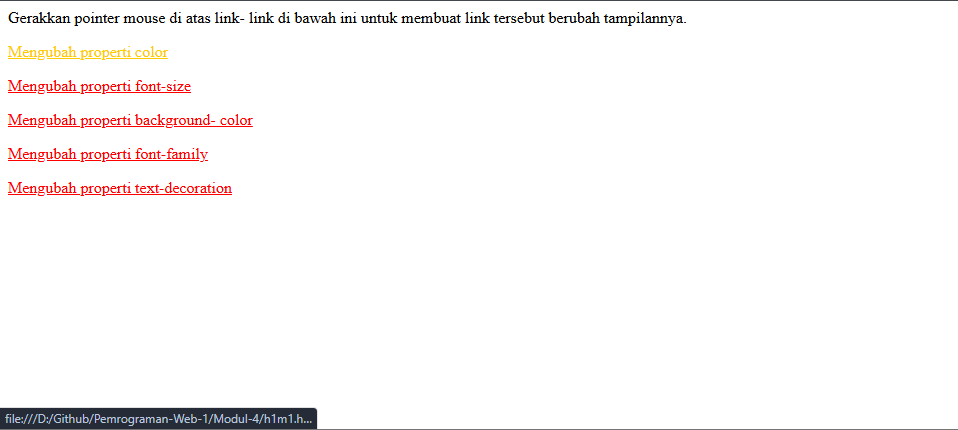 Gerakkan pointer mouse di atas link- link di bawah ini untuk membuat link tersebut berubah tampilannya.
Mengubah properti color
Mengubah properti font-size
Mengubah properti background- color
Mengubah properti font-family
Mengubah properti text-decoration
file:///D:/Github/Pemrograman-Web-1/Modul-4/h1m1.h...